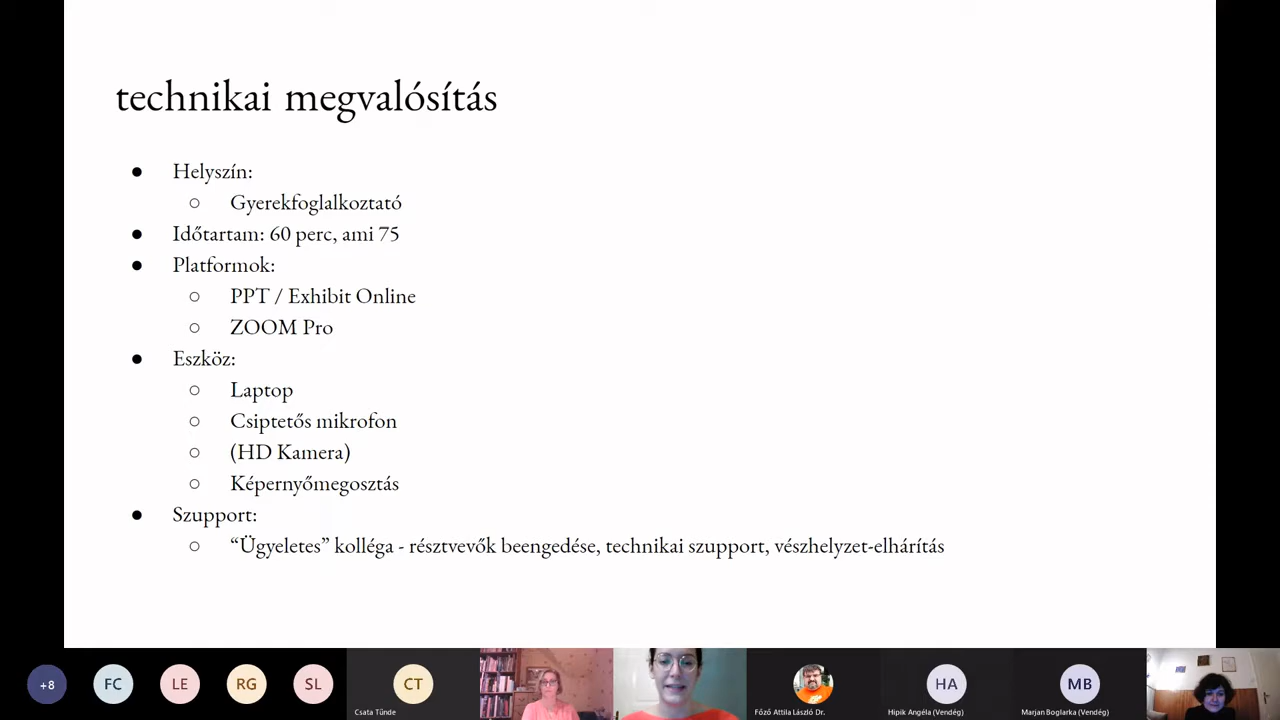 technikai megvalósítás
● Helyszín:
○ Gyerekfoglalkoztató
● Időtartam: 60 perc, ami 75
● Platformok:
○ PPT / Exhibit Online
○ ZOOM Pro
● Eszköz:
○ Laptop
○ Csiptetős mikrofon
○ (HD Kamera)
○ Képernyőmegosztás
● Szupport:
○ “Ügyeletes” kolléga - résztvevők beengedése, technikai szupport, vészhelyzet-elhárítás
+8 FC LE RG SL CT HA MB
Csata Tünde Főző Attila László Dr. Hipik Angéla (Vendég) Marjan Boglarka (Vendég)